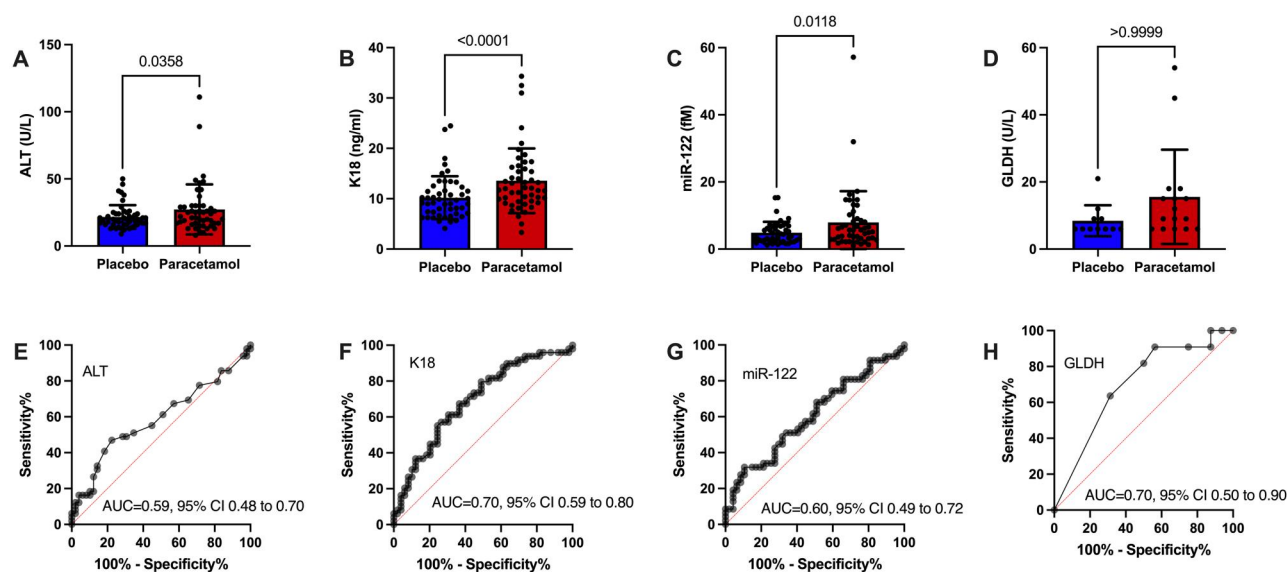 A
150
100
50
0
ALT (U/L)
0.0358
Placebo
Paracetamol
B
40
30
20
10
0
K18 (ng/ml)
<0.0001
Placebo
Paracetamol
C
60
40
20
0
miR-122 (fM)
0.0118
Placebo
Paracetamol
D
60
40
20
0
GLDH (U/L)
>0.9999
Placebo
Paracetamol
E
ALT
100
80
60
40
20
0
Sensitivity%
AUC=0.59, 95% CI 0.48 to 0.70
0 20 40 60 80 100
100% - Specificity%
F
K18
100
80
60
40
20
0
Sensitivity%
AUC=0.70, 95% CI 0.59 to 0.80
0 20 40 60 80 100
100% - Specificity%
G
miR-122
100
80
60
40
20
0
Sensitivity%
AUC=0.60, 95% CI 0.49 to 0.72
0 20 40 60 80 100
100% - Specificity%
H
GLDH
100
80
60
40
20
0
Sensitivity%
AUC=0.70, 95% CI 0.50 to 0.90
0 20 40 60 80 100
100% - Specificity%